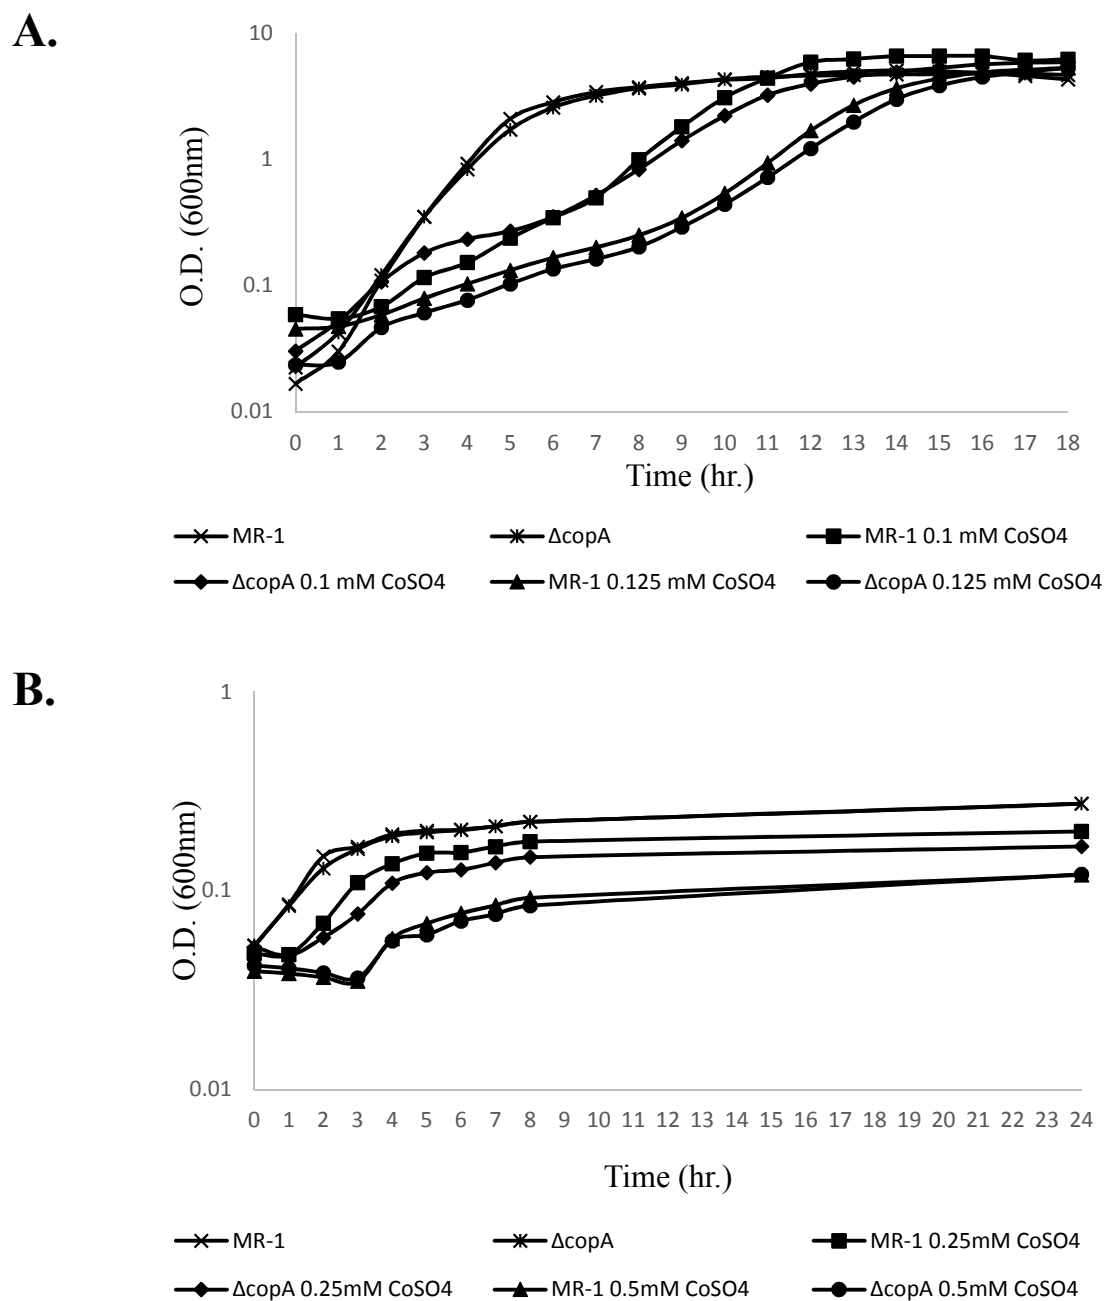 A.
10
1
0.1
0.01
O.D. (600nm)
0 1 2 3 4 5 6 7 8 9 10 11 12 13 14 15 16 17 18
Time (hr.)
MR-1 ΔcopA MR-1 0.1 mM CoSO4
ΔcopA 0.1 mM CoSO4 MR-1 0.125 mM CoSO4 ΔcopA 0.125 mM CoSO4
B.
1
0.1
0.01
O.D. (600nm)
0 1 2 3 4 5 6 7 8 9 10 11 12 13 14 15 16 17 18 19 20 21 22 23 24
Time (hr.)
MR-1 ΔcopA MR-1 0.25mM CoSO4
ΔcopA 0.25mM CoSO4 MR-1 0.5mM CoSO4 ΔcopA 0.5mM CoSO4